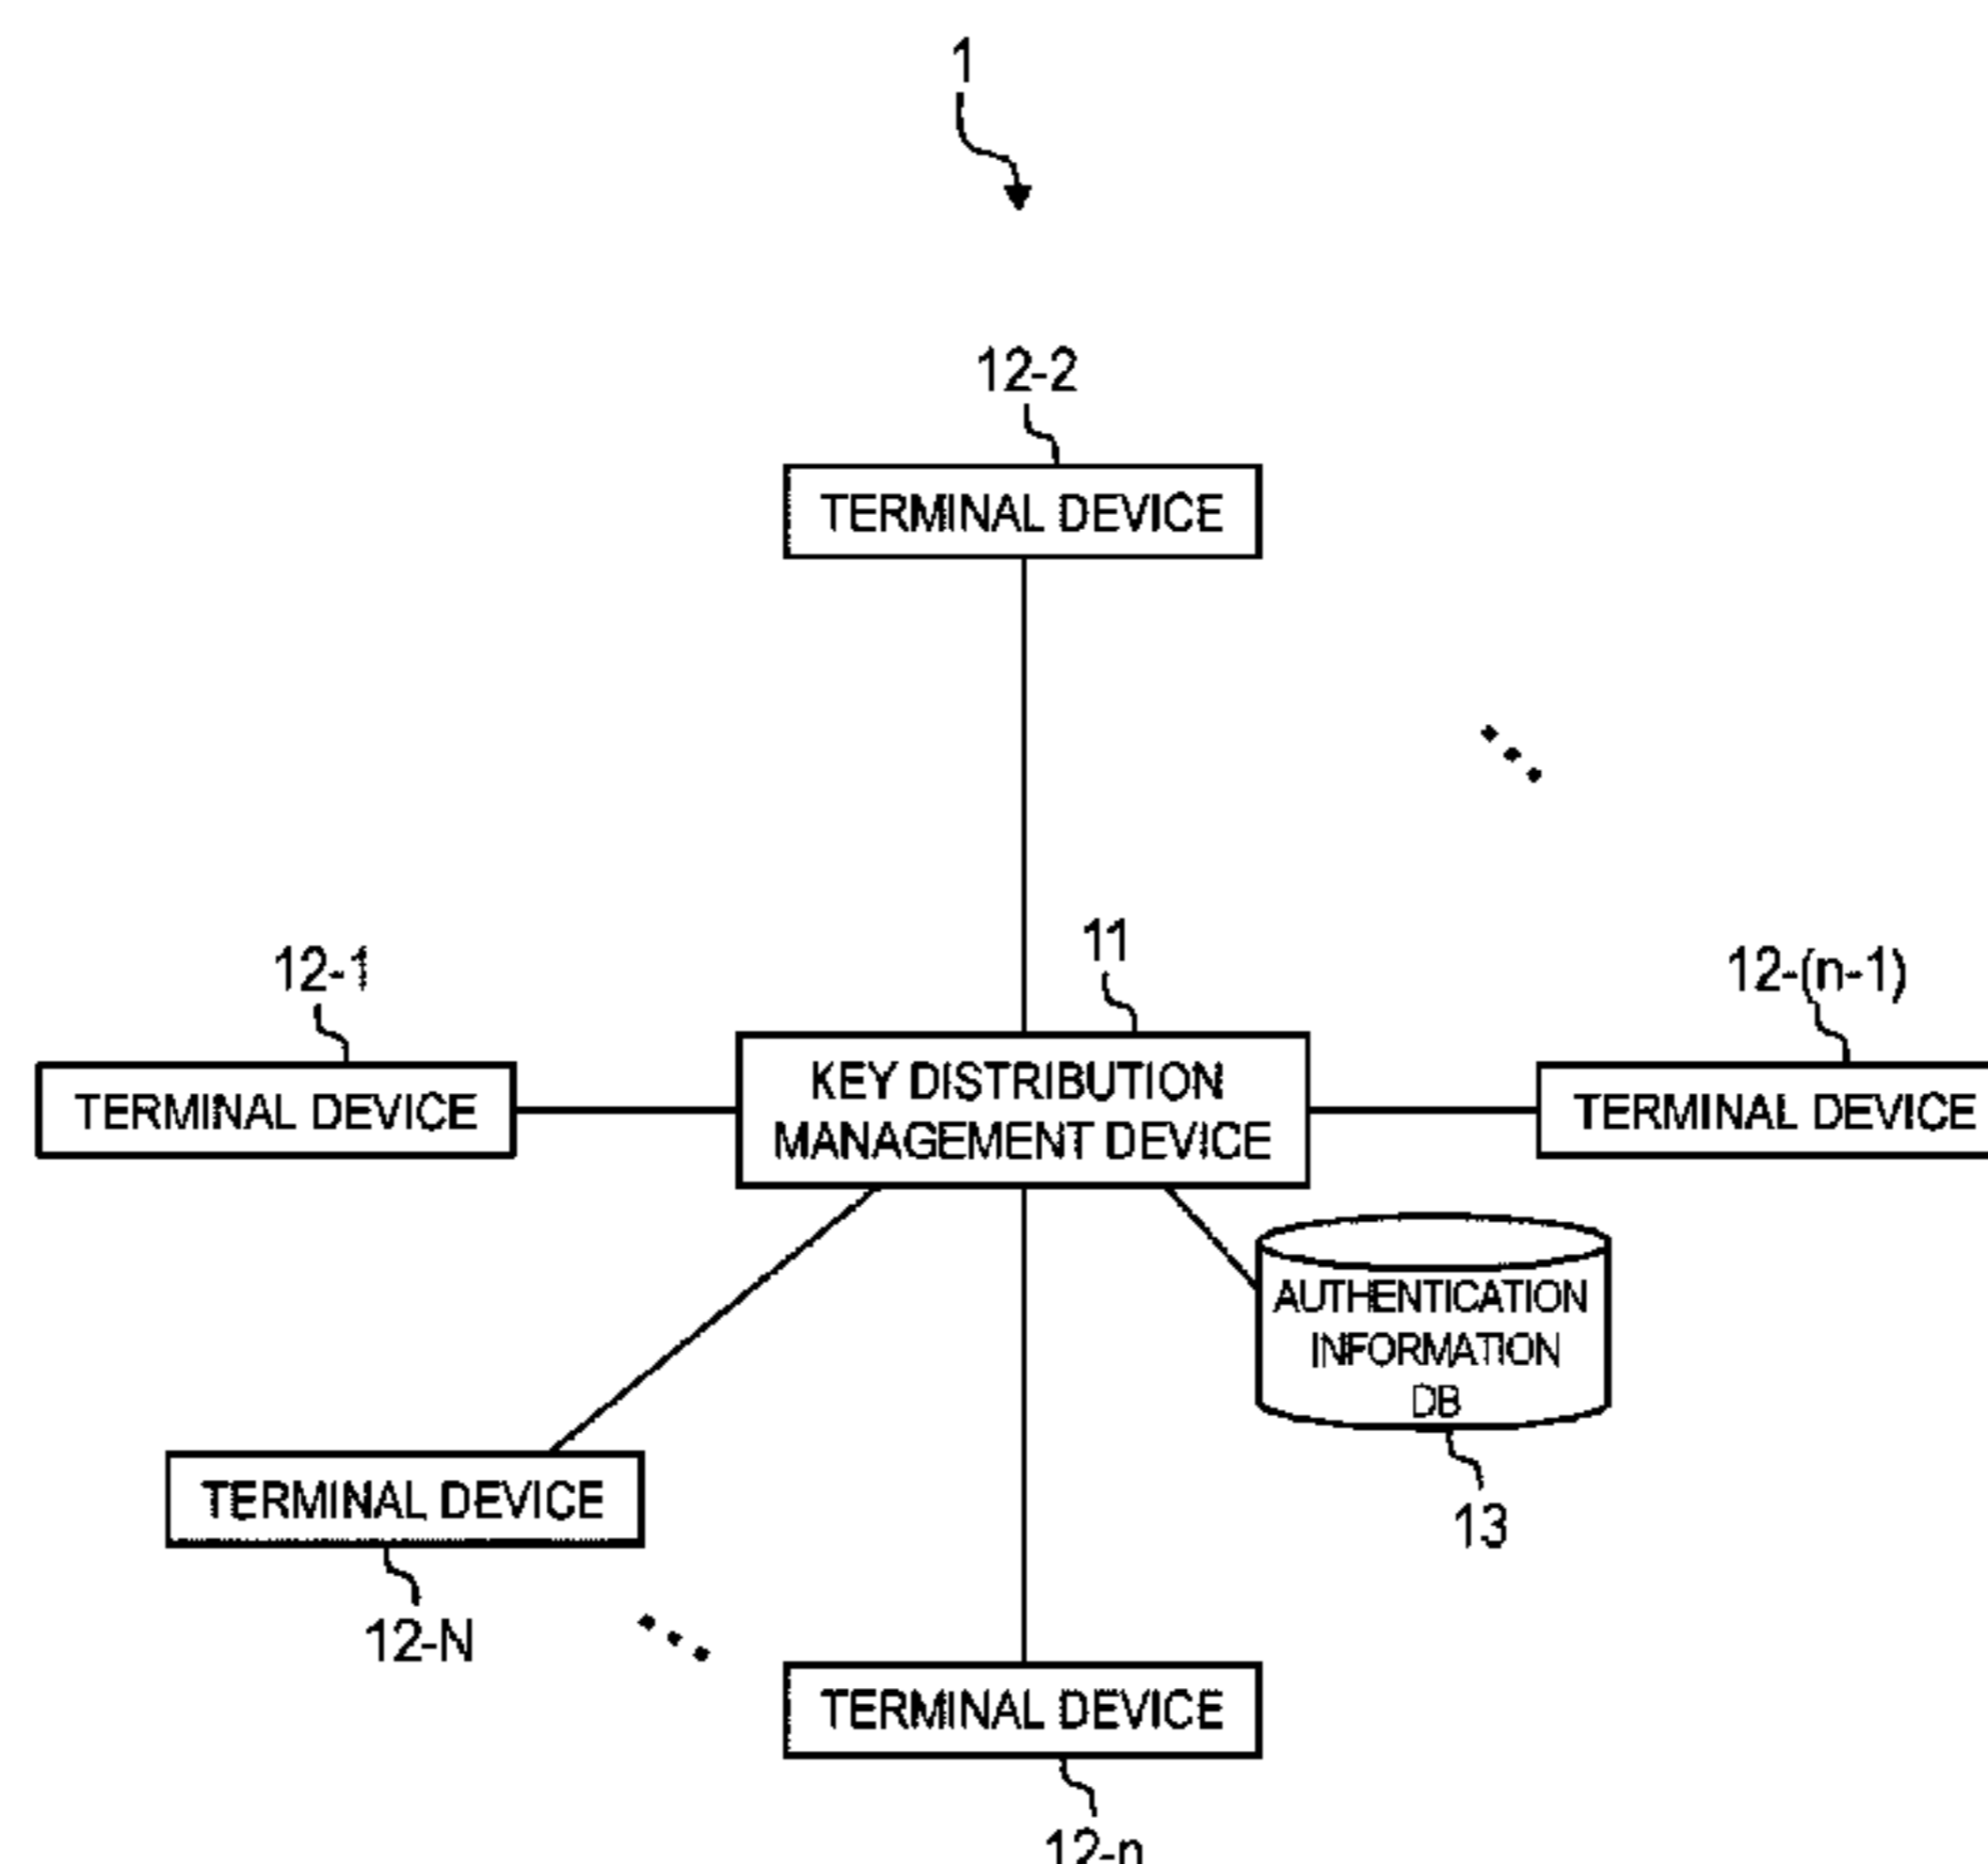 1
12-2
TERMINAL DEVICE
11
12-1
12-(n-1)
KEY DISTRIBUTION
MANAGEMENT DEVICE
TERMINAL DEVICE
TERMINAL DEVICE
AUTHENTICATION
INFORMATION
DB
13
TERMINAL DEVICE
12-N
TERMINAL DEVICE
12-n